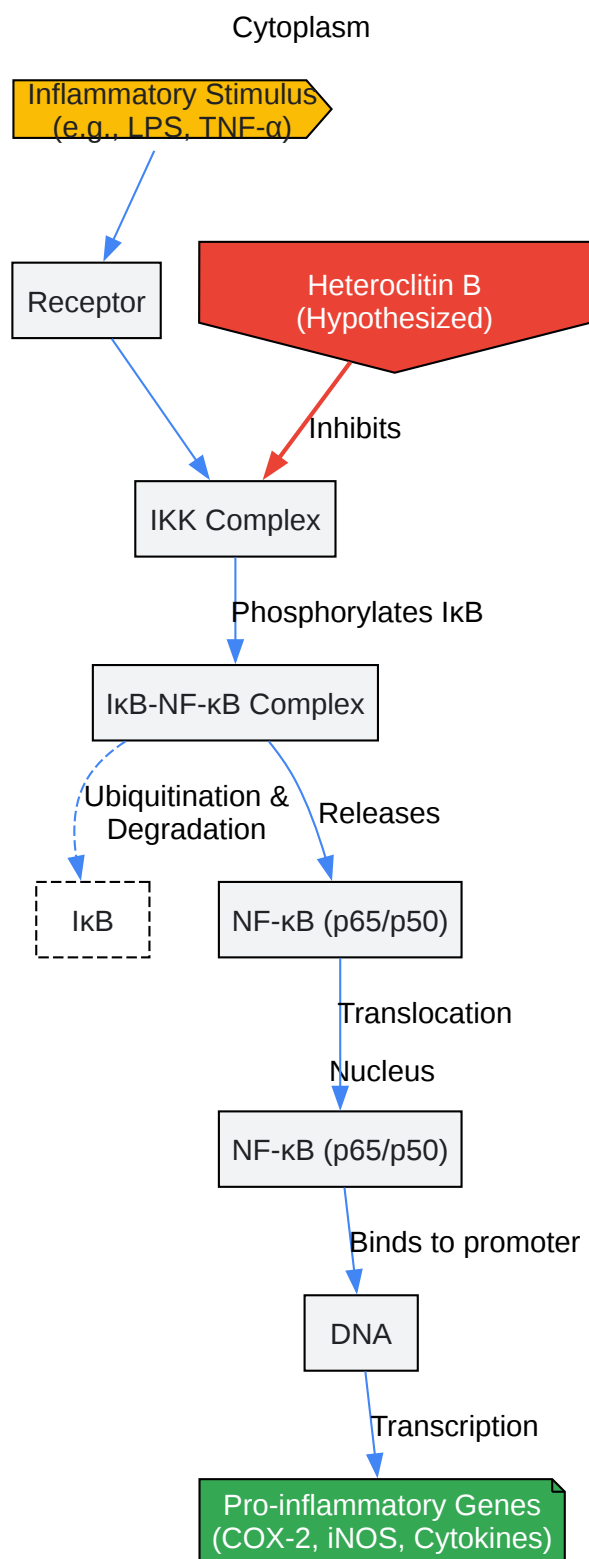 Cytoplasm
Inflammatory Stimulus
(e.g., LPS, TNF-α)
Receptor
Heteroclitin B
(Hypothesized)
Inhibits
IKK Complex
Phosphorylates IκB
IκB-NF-κB Complex
Ubiquitination &
Degradation
Releases
IκB
NF-κB (p65/p50)
Translocation
Nucleus
NF-κB (p65/p50)
Binds to promoter
DNA
Transcription
Pro-inflammatory Genes
(COX-2, iNOS, Cytokines)